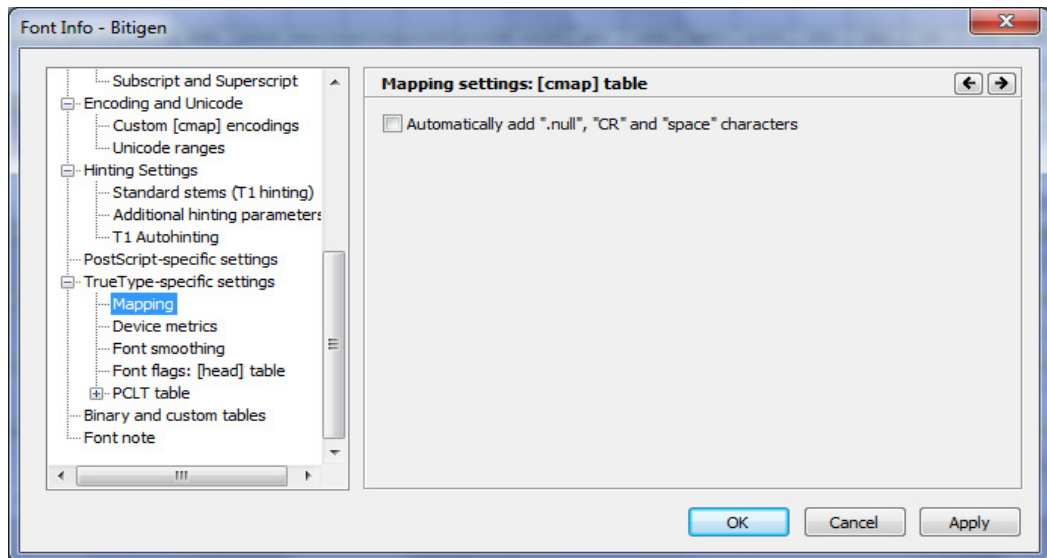 Font Info - Bitigen
Subscript and Superscript
Encoding and Unicode
Custom [cmap] encodings
Unicode ranges
Hinting Settings
Standard stems (T1 hinting)
Additional hinting parameters
T1 Autohinting
PostScript-specific settings
TrueType-specific settings
Mapping
Device metrics
Font smoothing
Font flags: [head] table
PCLT table
Binary and custom tables
Font note
Mapping settings: [cmap] table
Automatically add ".null", "CR" and "space" characters
OK Cancel Apply